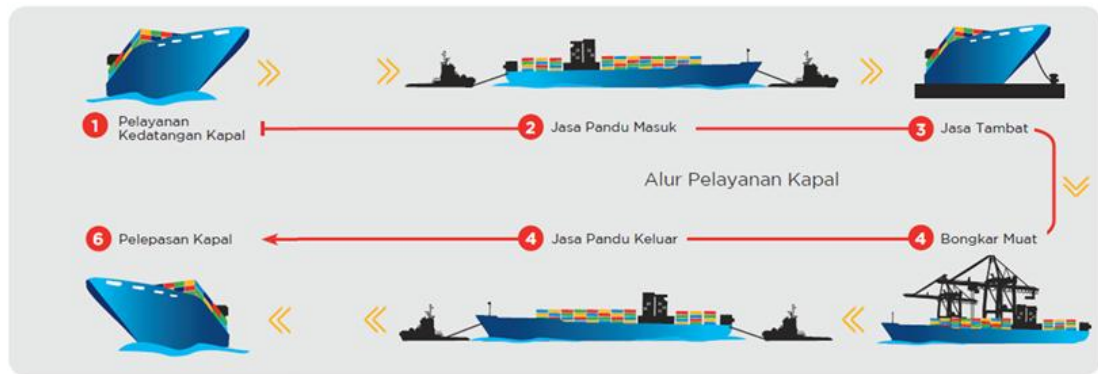 1 Pelayanan
Kedatangan Kapal
2 Jasa Pandu Masuk
3 Jasa Tambat
Alur Pelayanan Kapal
4 Bongkar Muat
4 Jasa Pandu Keluar
6 Pelepasan Kapal